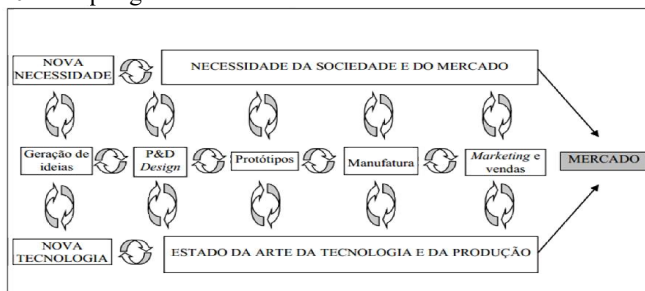 NOVA
NECESSIDADE
NECESSIDADE DA SOCIEDADE E DO MERCADO
Geração de
ideias
P&D
Design
Protótipos
Manufatura
Marketing e
vendas
MERCADO
NOVA
TECNOLOGIA
ESTADO DA ARTE DA TECNOLOGIA E DA PRODUÇÃO